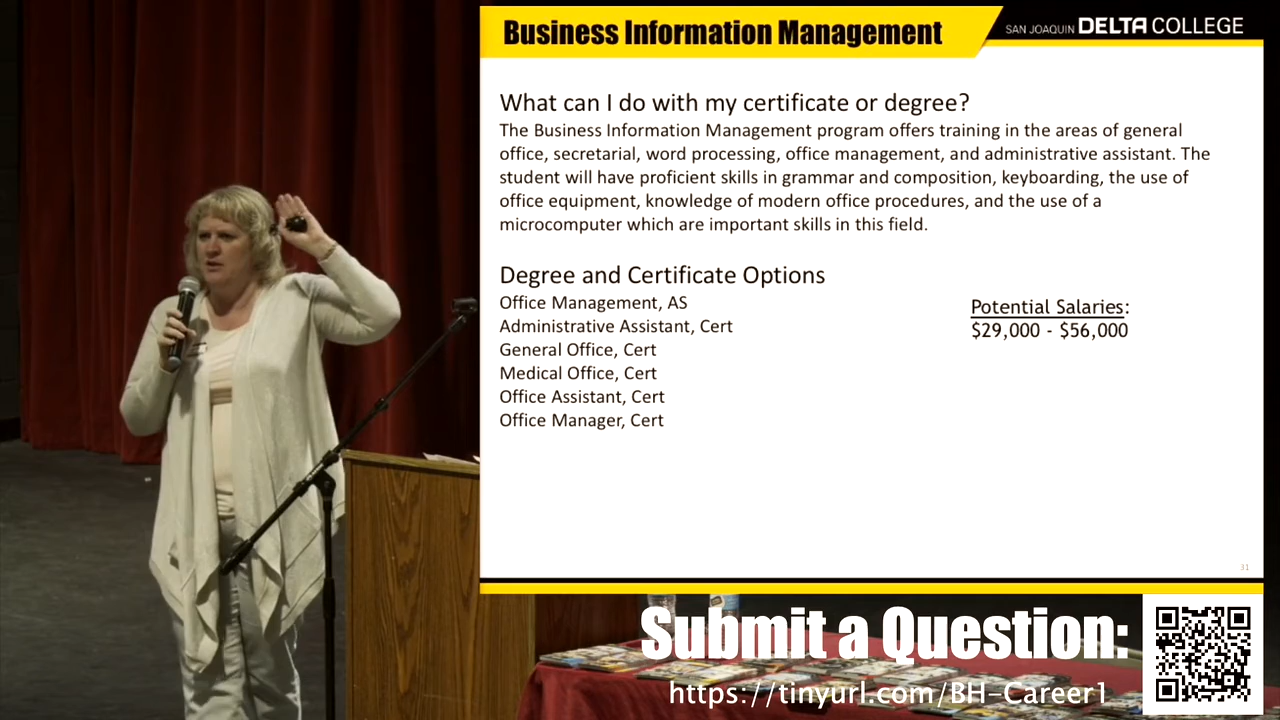 Business Information Management
SAN JOAQUIN DELTA COLLEGE
What can I do with my certificate or degree?
The Business Information Management program offers training in the areas of general
office, secretarial, word processing, office management, and administrative assistant. The
student will have proficient skills in grammar and composition, keyboarding, the use of
office equipment, knowledge of modern office procedures, and the use of a
microcomputer which are important skills in this field.
Degree and Certificate Options
Office Management, AS
Administrative Assistant, Cert
General Office, Cert
Medical Office, Cert
Office Assistant, Cert
Office Manager, Cert
Potential Salaries:
$29,000 - $56,000
31
Submit a Question:
https://tinyurl.com/BH-Career1